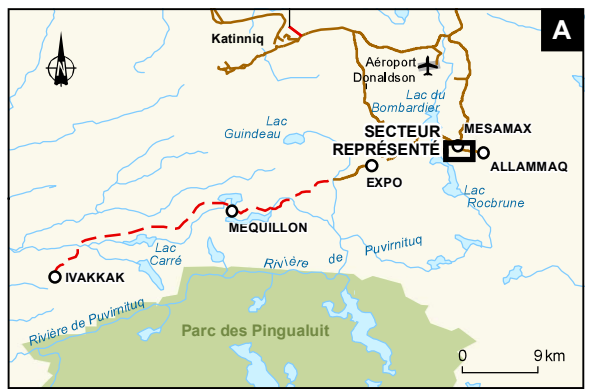 A
Katinniq
Aéroport
Donaldson
Lac du
Bombardier
Lac
Guindeau
SECTEUR
REPRÉSENTÉ
MESAMAX
ALLAMMAQ
EXPO
Lac
Rocbrune
MEQUILLON
Puvirnituq
Lac
Carré
Rivière de
IVAKKAK
Rivière de Puvirnituq
Parc des Pingualuit
0 9 km